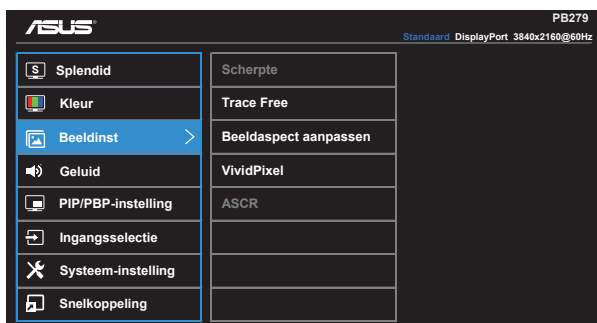 ASUS
PB279
Standaard DisplayPort 3840x2160@60Hz
S Splendid
Kleur
Beeldinst
Geluid
PIP/PBP-instelling
Ingangsselectie
Systeem-instelling
Snelkoppeling
Scherpte
Trace Free
Beeldaspect aanpassen
VividPixel
ASCR